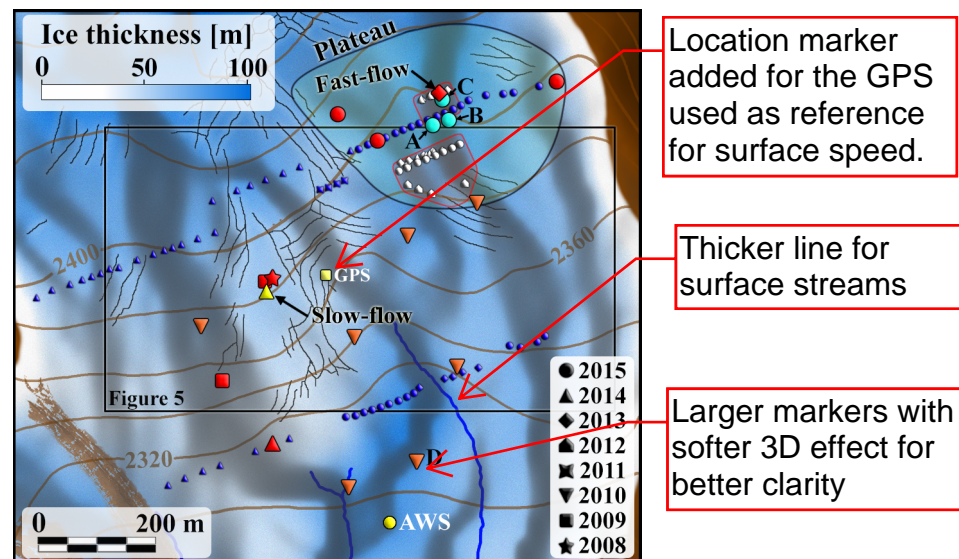 Ice thickness [m]
0 50 100
Plateau
Fast-flow
C
B
A
2400
2360
GPS
Slow-flow
Figure 5
2320
D
AWS
0 200 m
2015
2014
2013
2012
2011
2010
2009
2008
Location marker
added for the GPS
used as reference
for surface speed.
Thicker line for
surface streams
Larger markers with
softer 3D effect for
better clarity